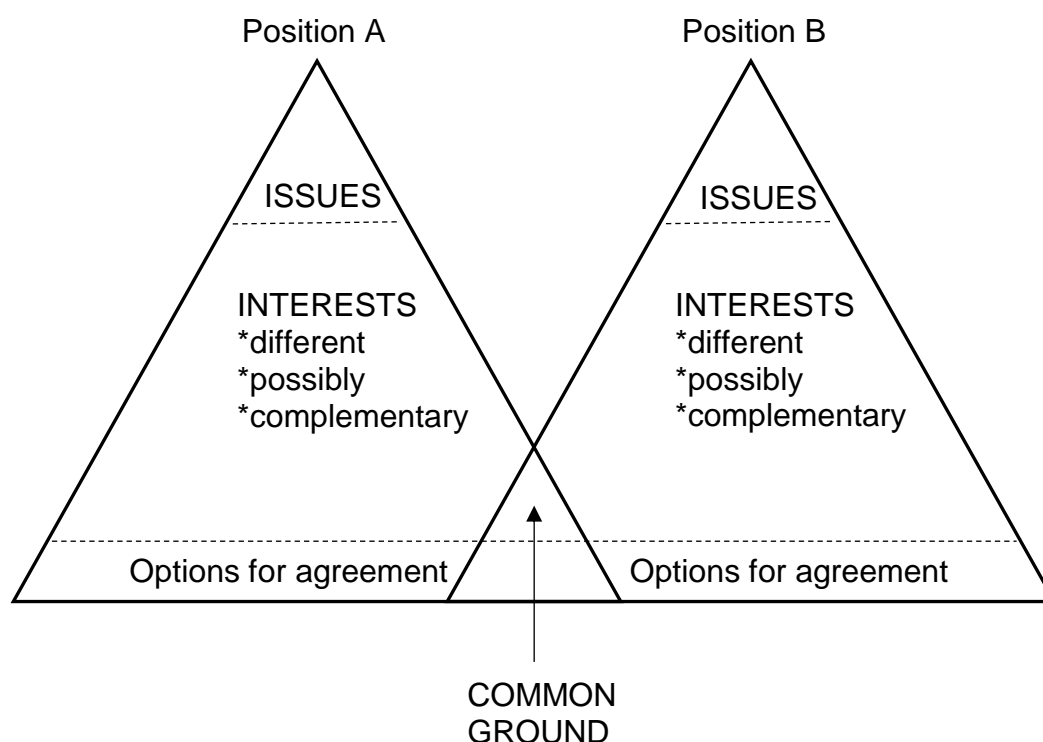 Position A
Position B
ISSUES
ISSUES
INTERESTS
*different
*possibly
*complementary
INTERESTS
*different
*possibly
*complementary
Options for agreement
Options for agreement
COMMON
GROUND